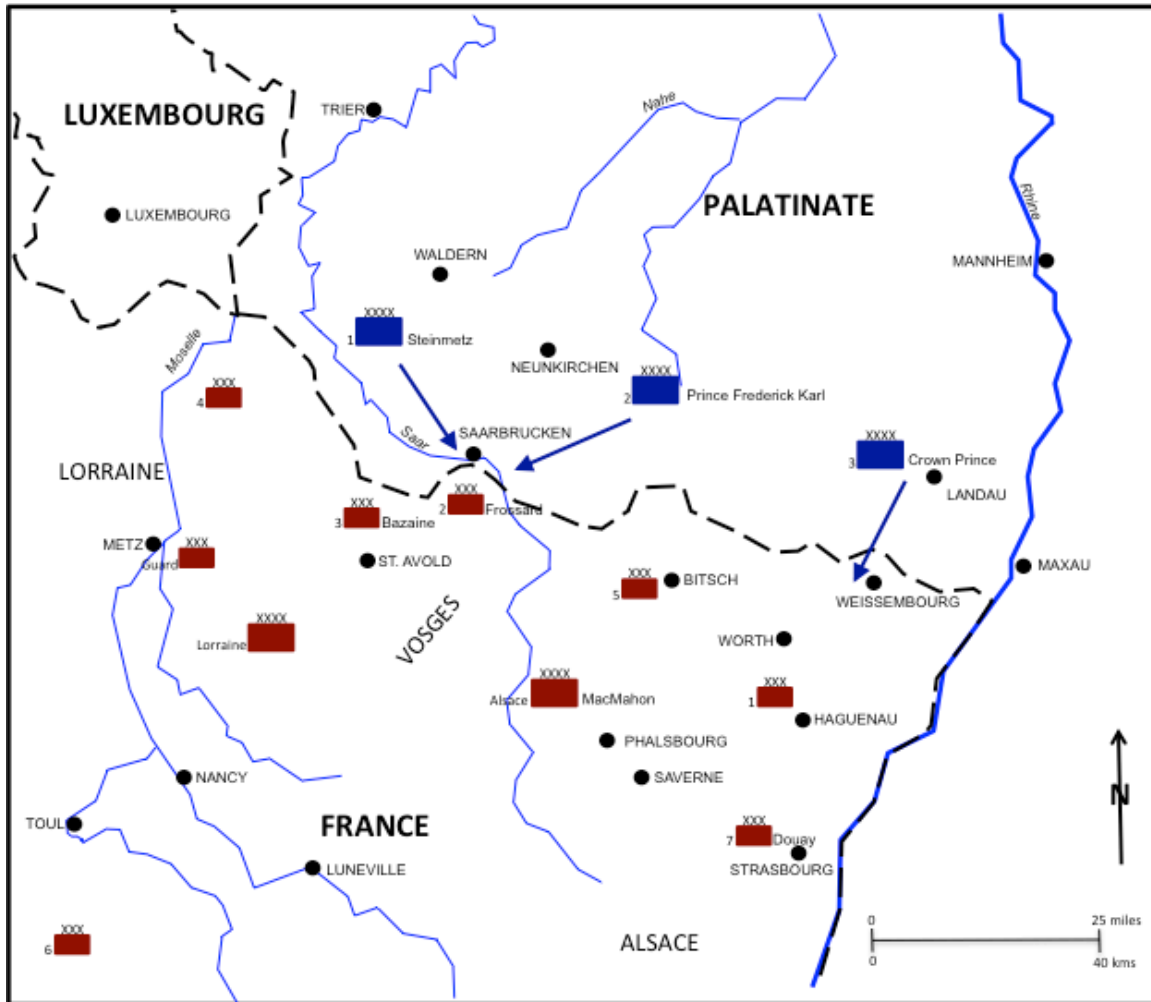 LUXEMBOURG
TRIER
Nahe
Rhine
LUXEMBOURG
PALATINATE
WALDERN
MANNHEIM
XXXX
1
Steinmetz
Moselle
NEUNKIRCHEN
XXXX
2
Prince Frederick Karl
XXX
4
Saar
SAARBRUCKEN
XXXX
3
Crown Prince
LANDAU
LORRAINE
XXX
3
Bazaine
XXX
2
Frossard
METZ
XXX
Guard
ST. AVOLD
XXX
5
BITSCH
WEISSEMBOURG
MAXAU
XXXX
Lorraine
VOSGES
WORTH
XXXX
Alsace
MacMahon
XXX
1
HAGUENAU
PHALSBOURG
NANCY
SAVERNE
N
TOUL
FRANCE
XXX
7
Douay
STRASBOURG
LUNEVILLE
XXX
6
ALSACE
0
25 miles
0
40 kms